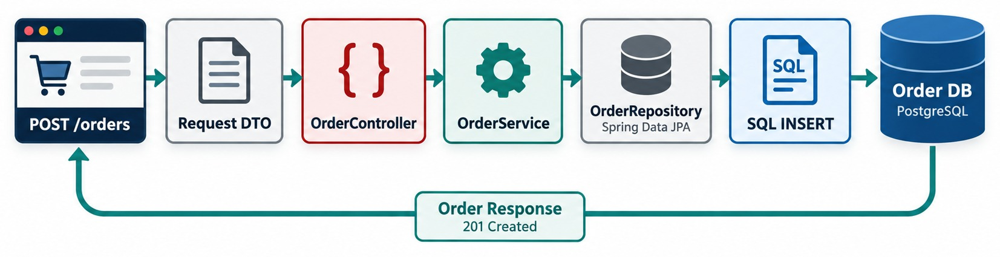 POST /orders
Request DTO
OrderController
OrderService
OrderRepository
Spring Data JPA
SQL
SQL INSERT
Order DB
PostgreSQL
Order Response
201 Created